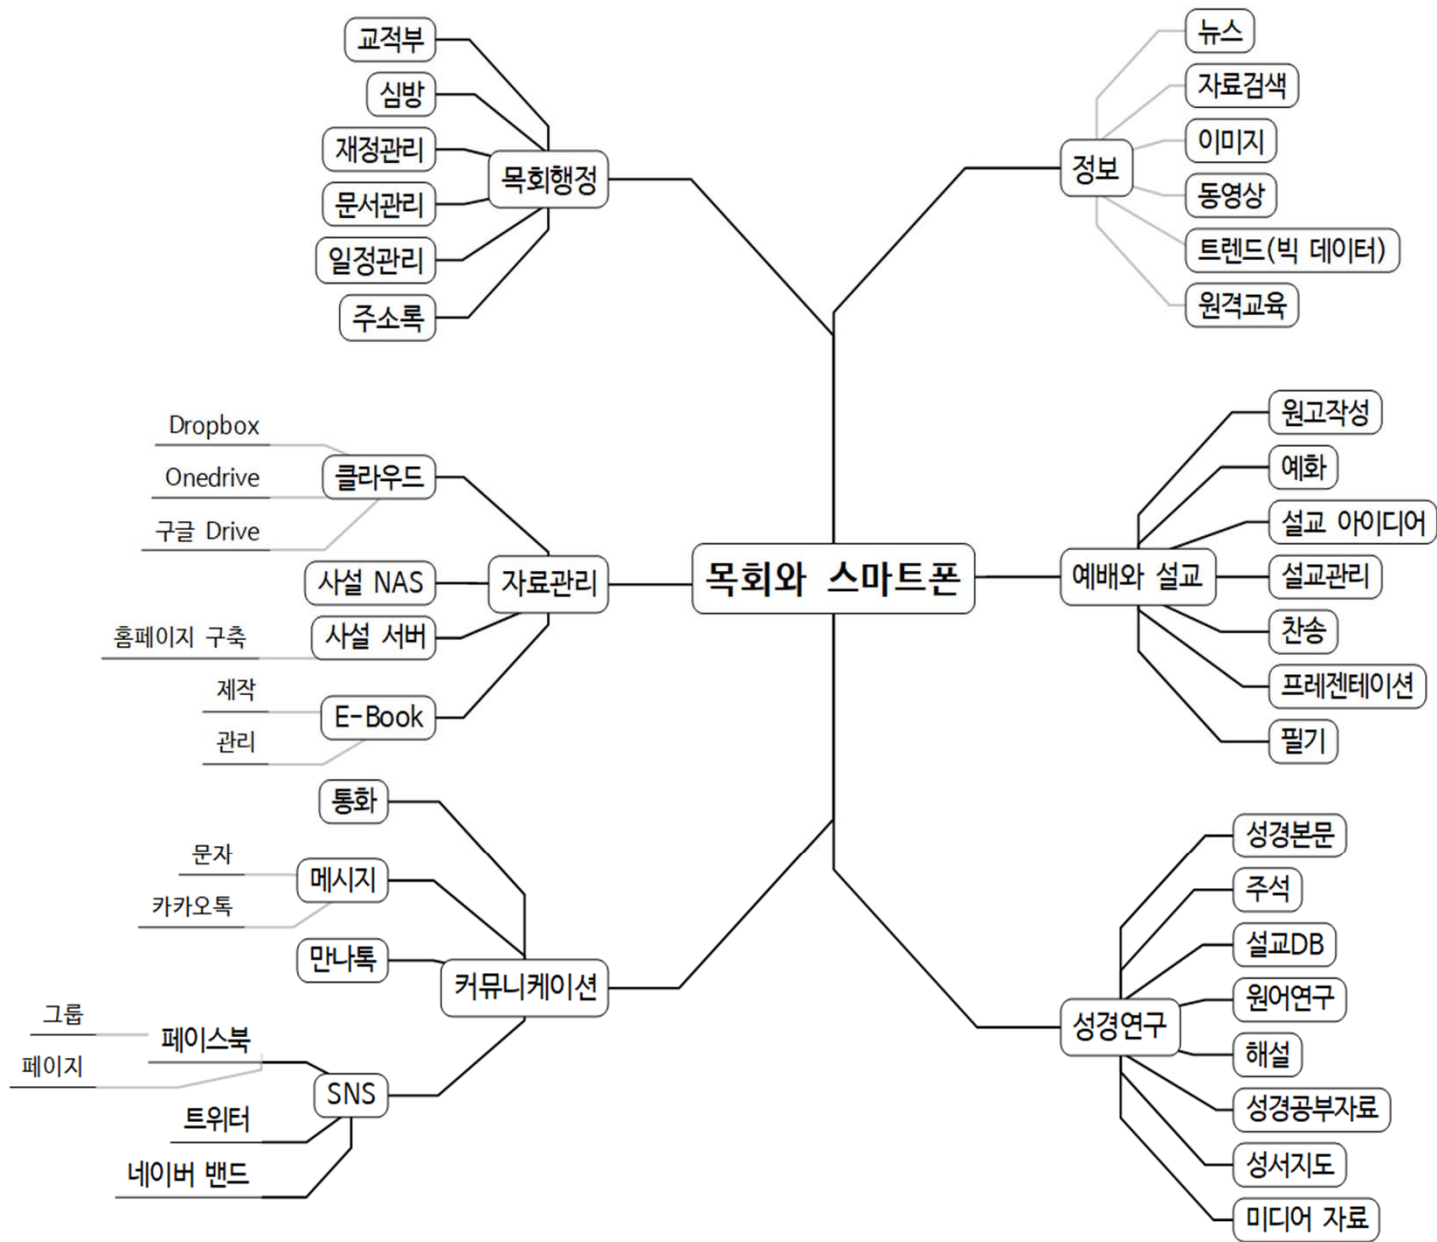 목회와 스마트폰
목회행정
교적부
심방
재정관리
문서관리
일정관리
주소록
자료관리
클라우드
Dropbox
Onedrive
구글 Drive
사설 NAS
사설 서버
홈페이지 구축
E-Book
제작
관리
커뮤니케이션
통화
메시지
문자
카카오톡
만나톡
SNS
페이스북
그룹
페이지
트위터
네이버 밴드
정보
뉴스
자료검색
이미지
동영상
트렌드(빅 데이터)
원격교육
예배와 설교
원고작성
예화
설교 아이디어
설교관리
찬송
프레젠테이션
필기
성경연구
성경본문
주석
설교DB
원어연구
해설
성경공부자료
성서지도
미디어 자료